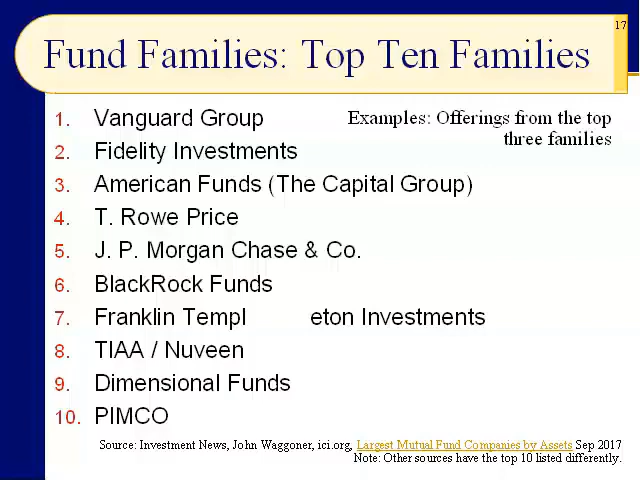 17
Fund Families: Top Ten Families
Examples: Offerings from the top
three families
1. Vanguard Group
2. Fidelity Investments
3. American Funds (The Capital Group)
4. T. Rowe Price
5. J. P. Morgan Chase & Co.
6. BlackRock Funds
7. Franklin Templ eton Investments
8. TIAA / Nuveen
9. Dimensional Funds
10. PIMCO
Source: Investment News, John Waggoner, ici.org, Largest Mutual Fund Companies by Assets Sep 2017
Note: Other sources have the top 10 listed differently.